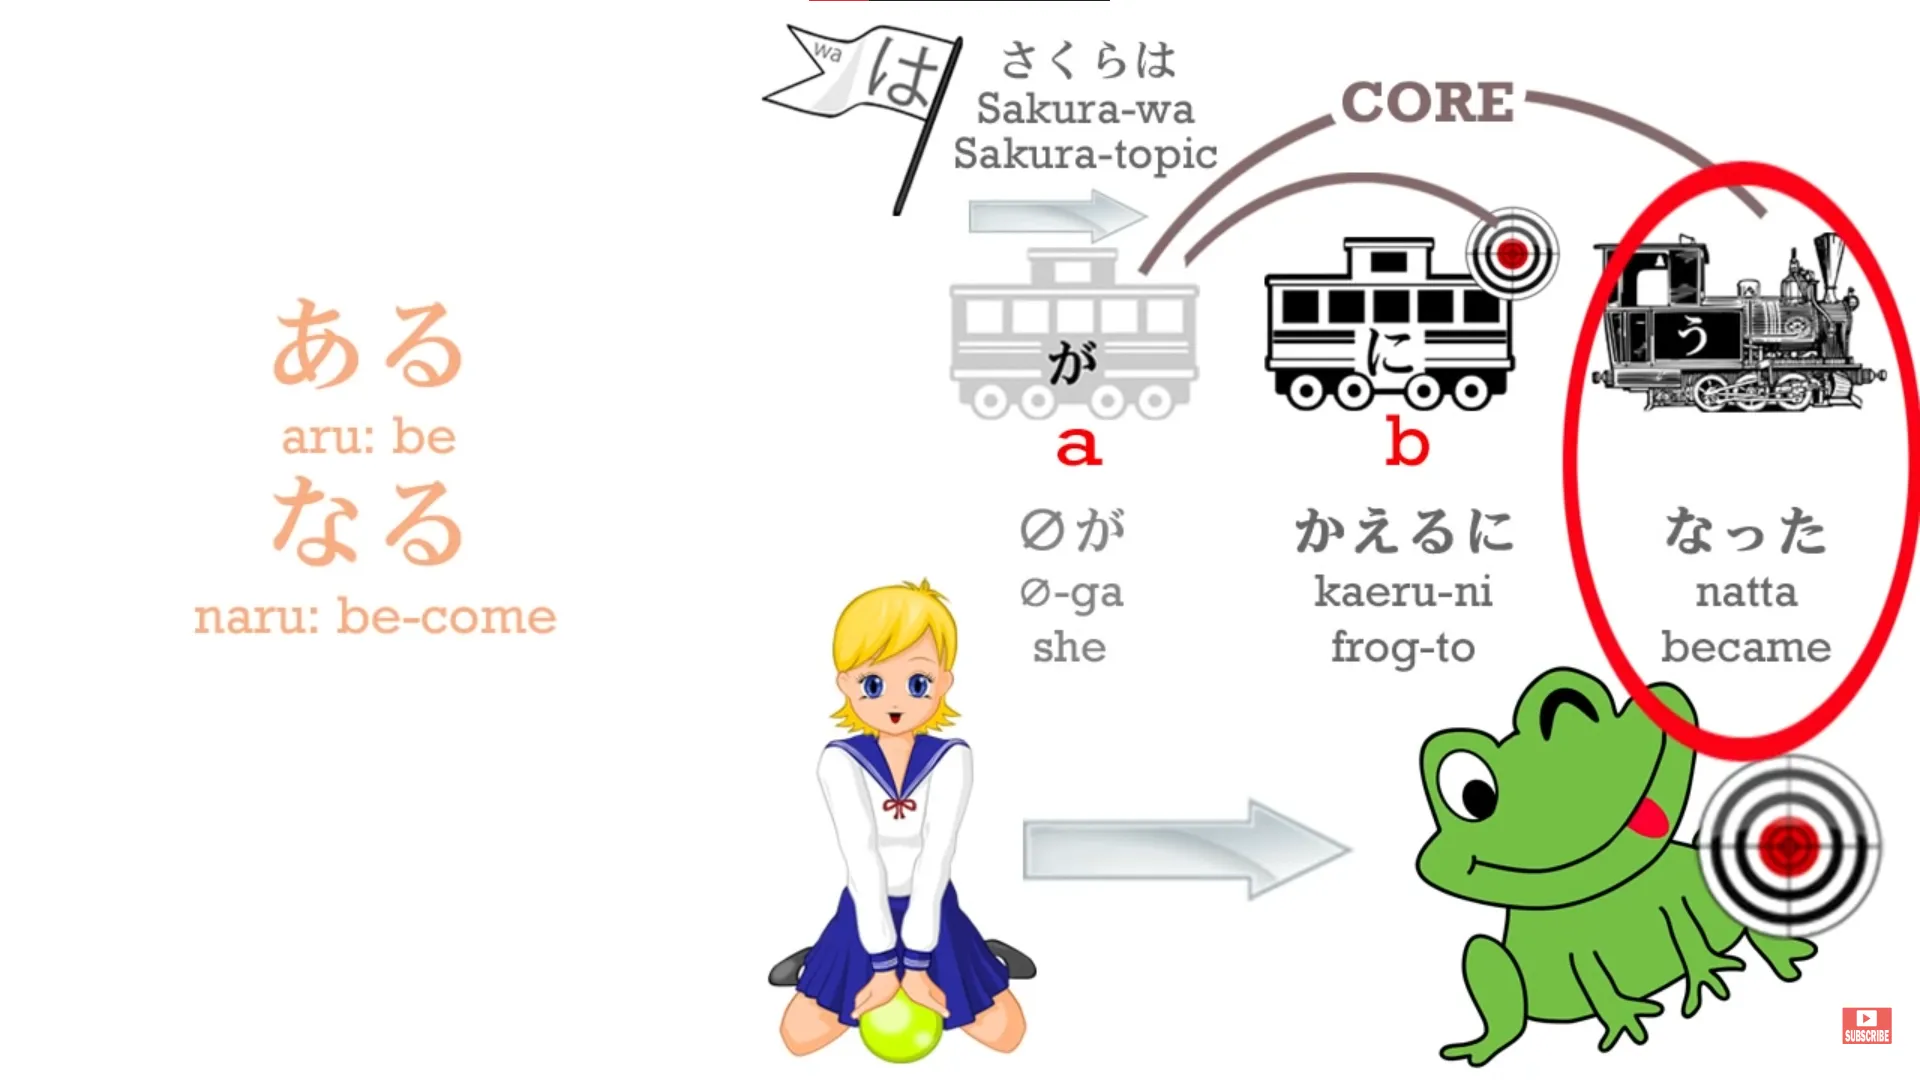 wa
は
さくらは
Sakura-wa
Sakura-topic
CORE
が
に
う
a
b
ある
aru: be
なる
naru: be-come
∅が
∅-ga
she
かえるに
kaeru-ni
frog-to
なった
natta
became
SUBSCRIBE